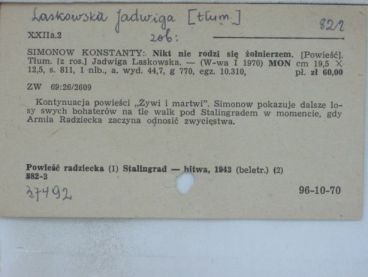 Laskowska Jadwiga [tłum.]
zob: 82/2
XXIIa.2
SIMONOW KONSTANTY: Nikt nie rodzi się żołnierzem. [Powieść].
Tłum. [z ros.] Jadwiga Laskowska. — (W-wa I 1970) MON cm 19,5 X
12,5, s. 811, 1 nlb., a. wyd. 44,7, g 770, egz. 10.310, pł. zł 60,00
ZW 69:26/2609
Kontynuacja powieści „Żywi i martwi". Simonow pokazuje dalsze lo-
sy swych bohaterów na tle walk pod Stalingradem w momencie, gdy
Armia Radziecka zaczyna odnosić zwycięstwa.
Powieść radziecka (1) Stalingrad — bitwa, 1943 (beletr.) (2)
882-3
37492 96-10-70